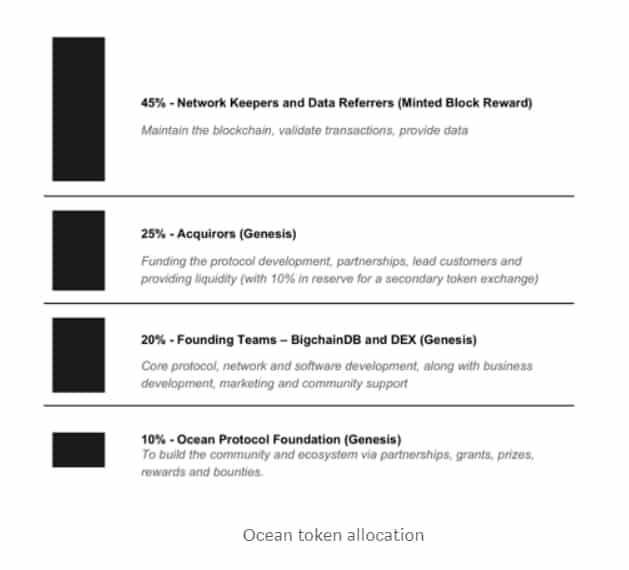 45% - Network Keepers and Data Referrers (Minted Block Reward)
Maintain the blockchain, validate transactions, provide data
25% - Acquirors (Genesis)
Funding the protocol development, partnerships, lead customers and
providing liquidity (with 10% in reserve for a secondary token exchange)
20% - Founding Teams – BigchainDB and DEX (Genesis)
Core protocol, network and software development, along with business
development, marketing and community support
10% - Ocean Protocol Foundation (Genesis)
To build the community and ecosystem via partnerships, grants, prizes,
rewards and bounties.
Ocean token allocation